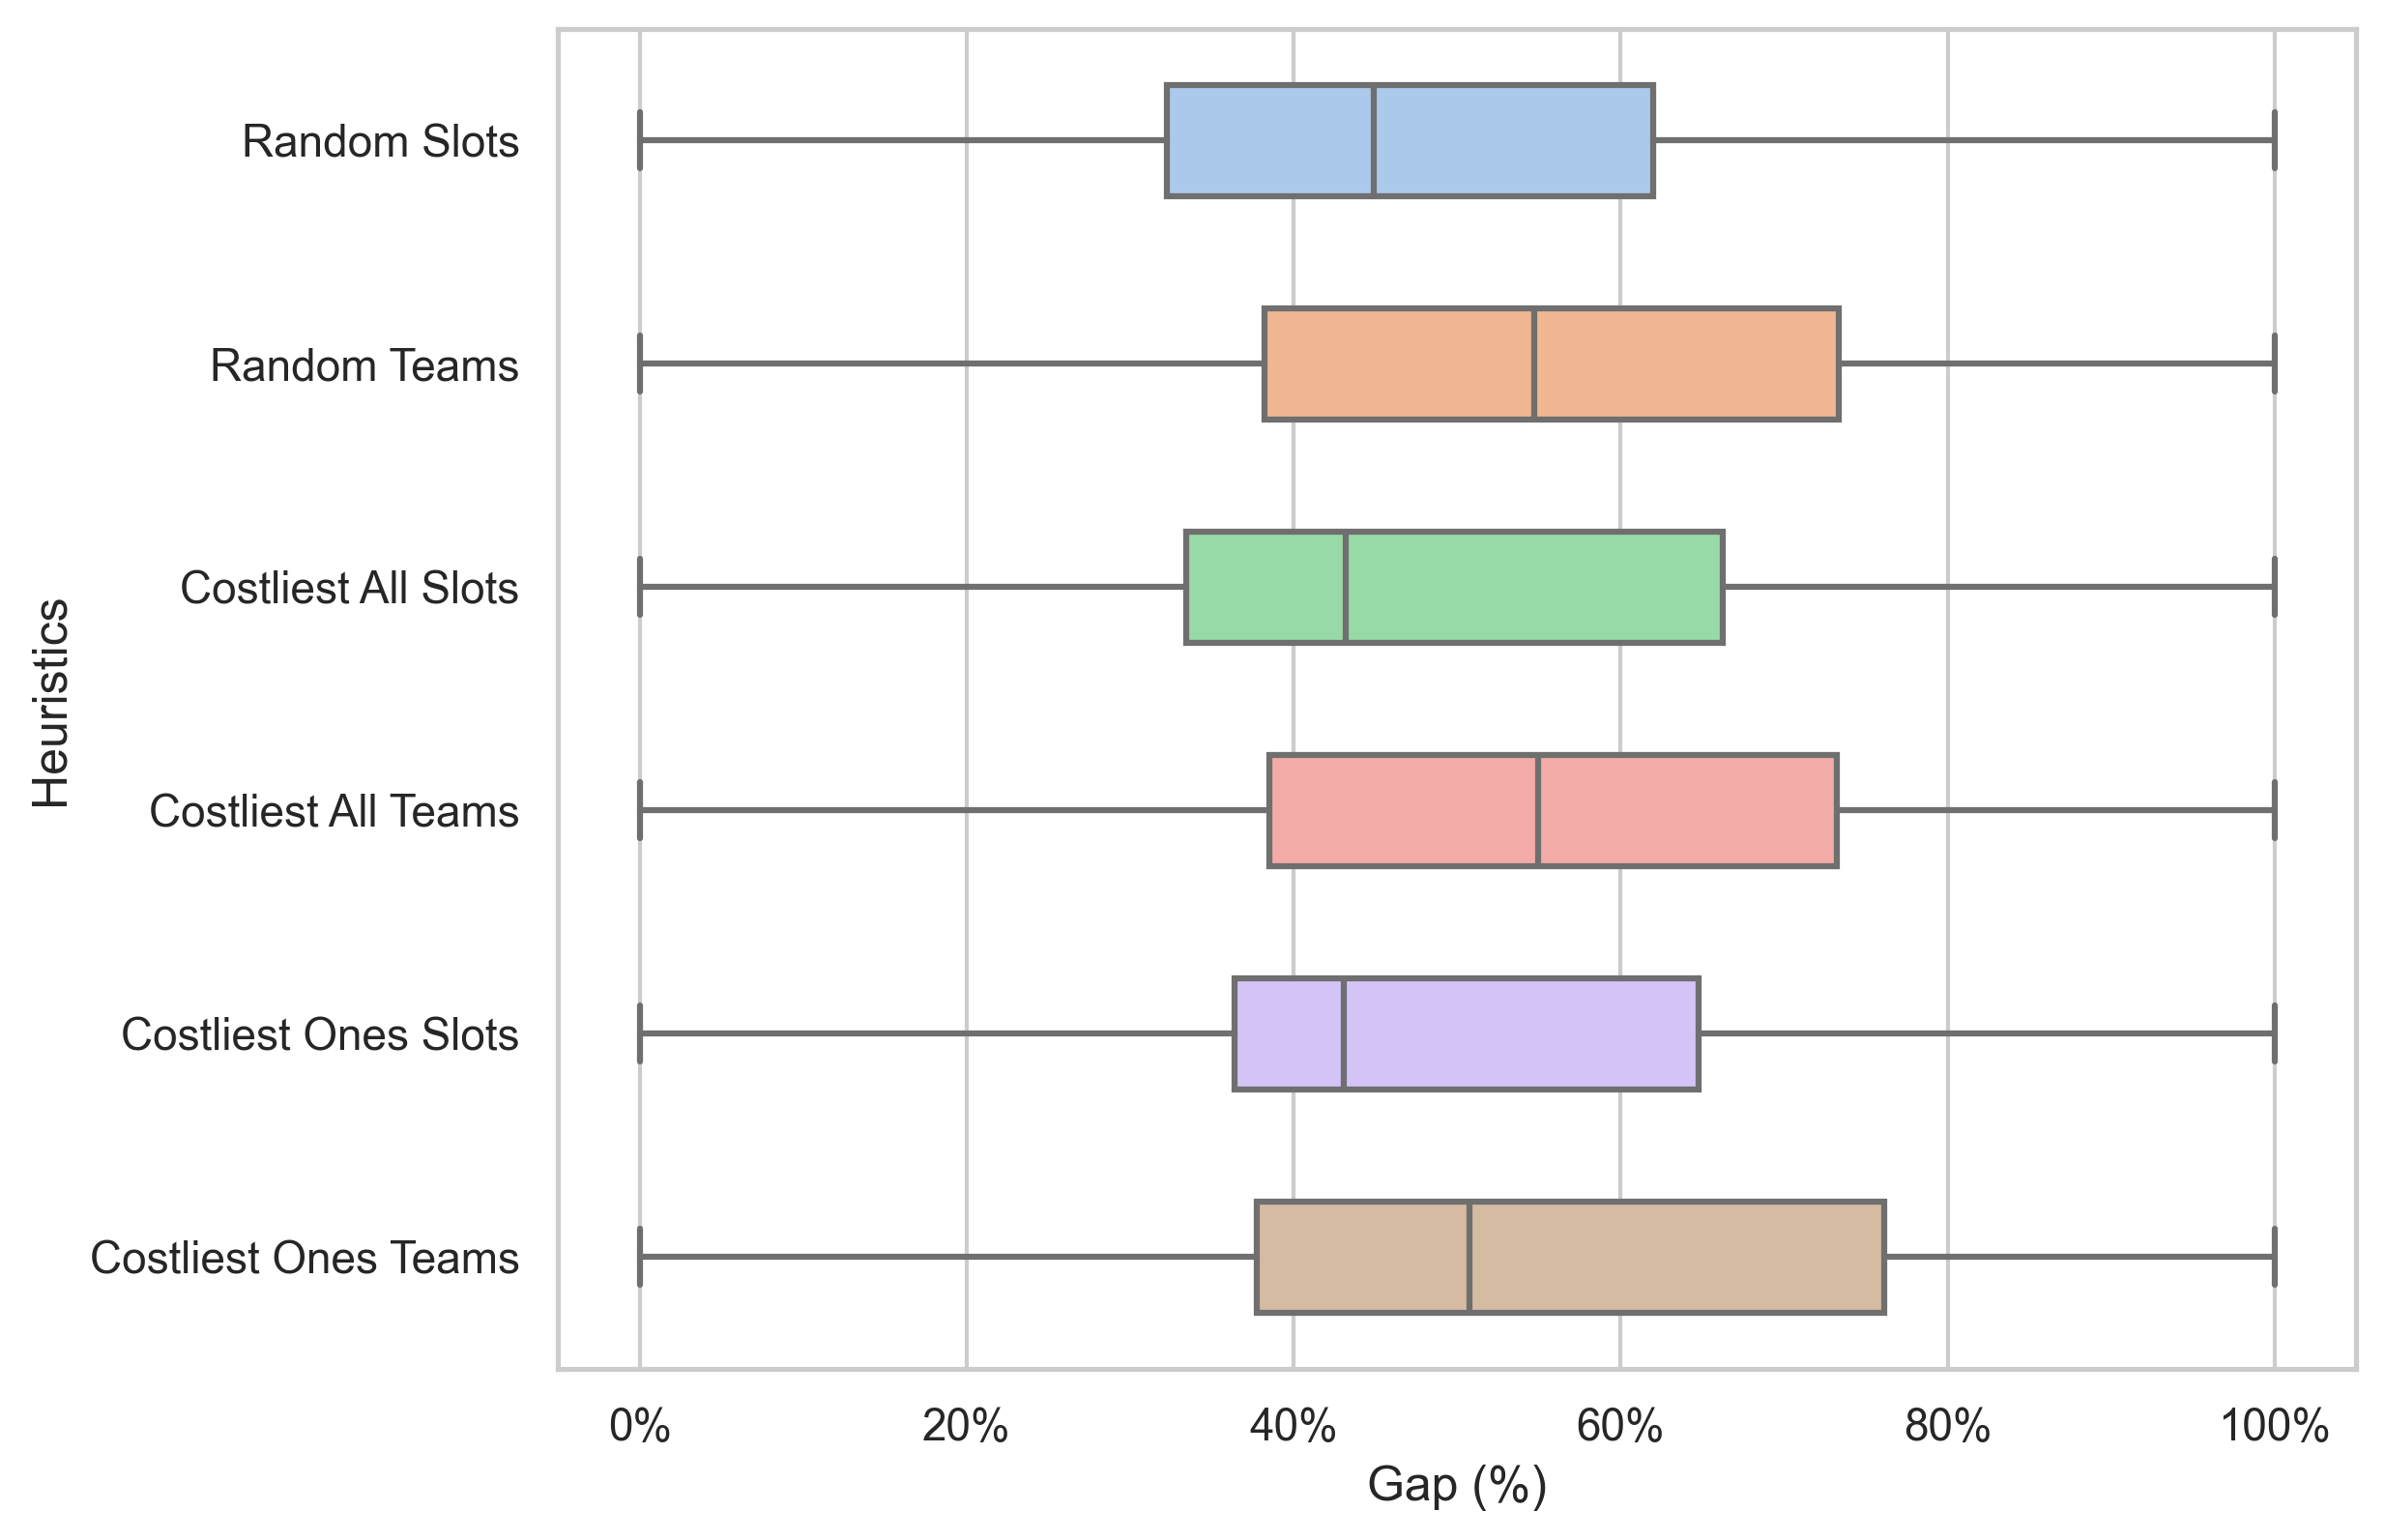 Heuristics
Random Slots
Random Teams
Costliest All Slots
Costliest All Teams
Costliest Ones Slots
Costliest Ones Teams
0% 20% 40% 60% 80% 100%
Gap (%)